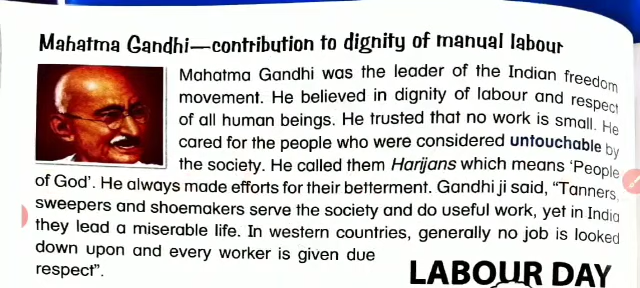 Mahatma Gandhi—contribution to dignity of manual labour
Mahatma Gandhi was the leader of the Indian freedom
movement. He believed in dignity of labour and respect
of all human beings. He trusted that no work is small. He
cared for the people who were considered untouchable by
the society. He called them Harijans which means ‘People
of God’. He always made efforts for their betterment. Gandhi ji said, “Tanners,
sweepers and shoemakers serve the society and do useful work, yet in India
they lead a miserable life. In western countries, generally no job is looked
down upon and every worker is given due
respect”.
LABOUR DAY